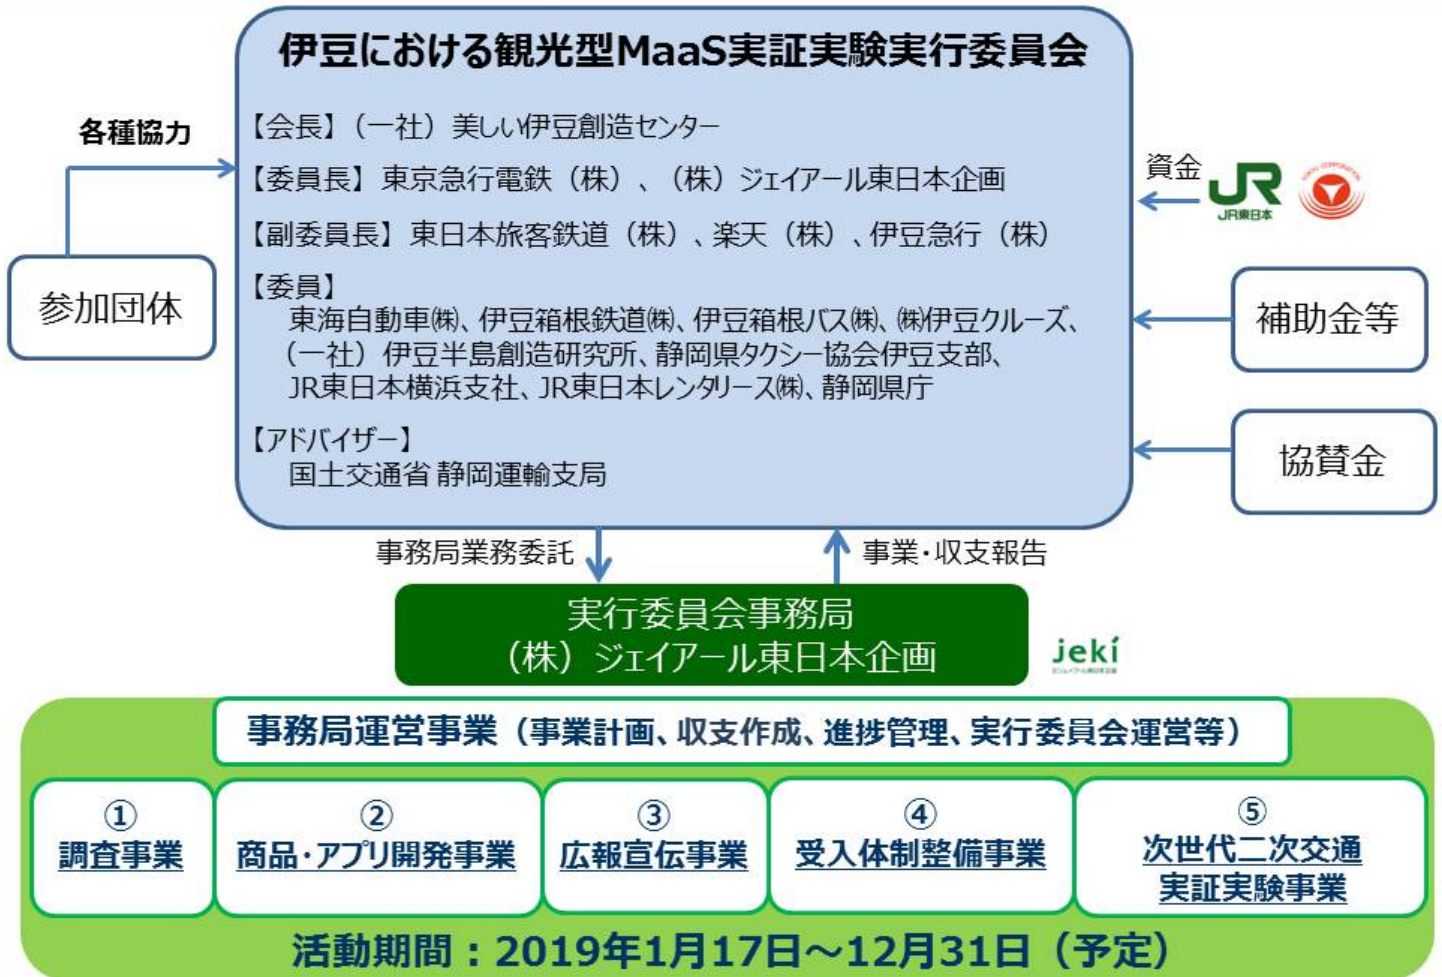 伊豆における観光型MaaS実証実験実行委員会
各種協力
【会長】（一社）美しい伊豆創造センター
【委員長】東京急行電鉄（株）、（株）ジェイアール東日本企画
【副委員長】東日本旅客鉄道（株）、楽天（株）、伊豆急行（株）
【委員】
東海自動車㈱、伊豆箱根鉄道㈱、伊豆箱根バス㈱、㈱伊豆クルーズ、
（一社）伊豆半島創造研究所、静岡県タクシー協会伊豆支部、
JR東日本横浜支社、JR東日本レンタリース㈱、静岡県庁
【アドバイザー】
国土交通省 静岡運輸支局
参加団体
資金
JR
JR東日本
TOKYU CORPORATION
補助金等
協賛金
事務局業務委託
事業・収支報告
実行委員会事務局
（株）ジェイアール東日本企画
jeki
事務局運営事業（事業計画、収支作成、進捗管理、実行委員会運営等）
①
調査事業
②
商品・アプリ開発事業
③
広報宣伝事業
④
受入体制整備事業
⑤
次世代二次交通
実証実験事業
活動期間：2019年1月17日～12月31日（予定）